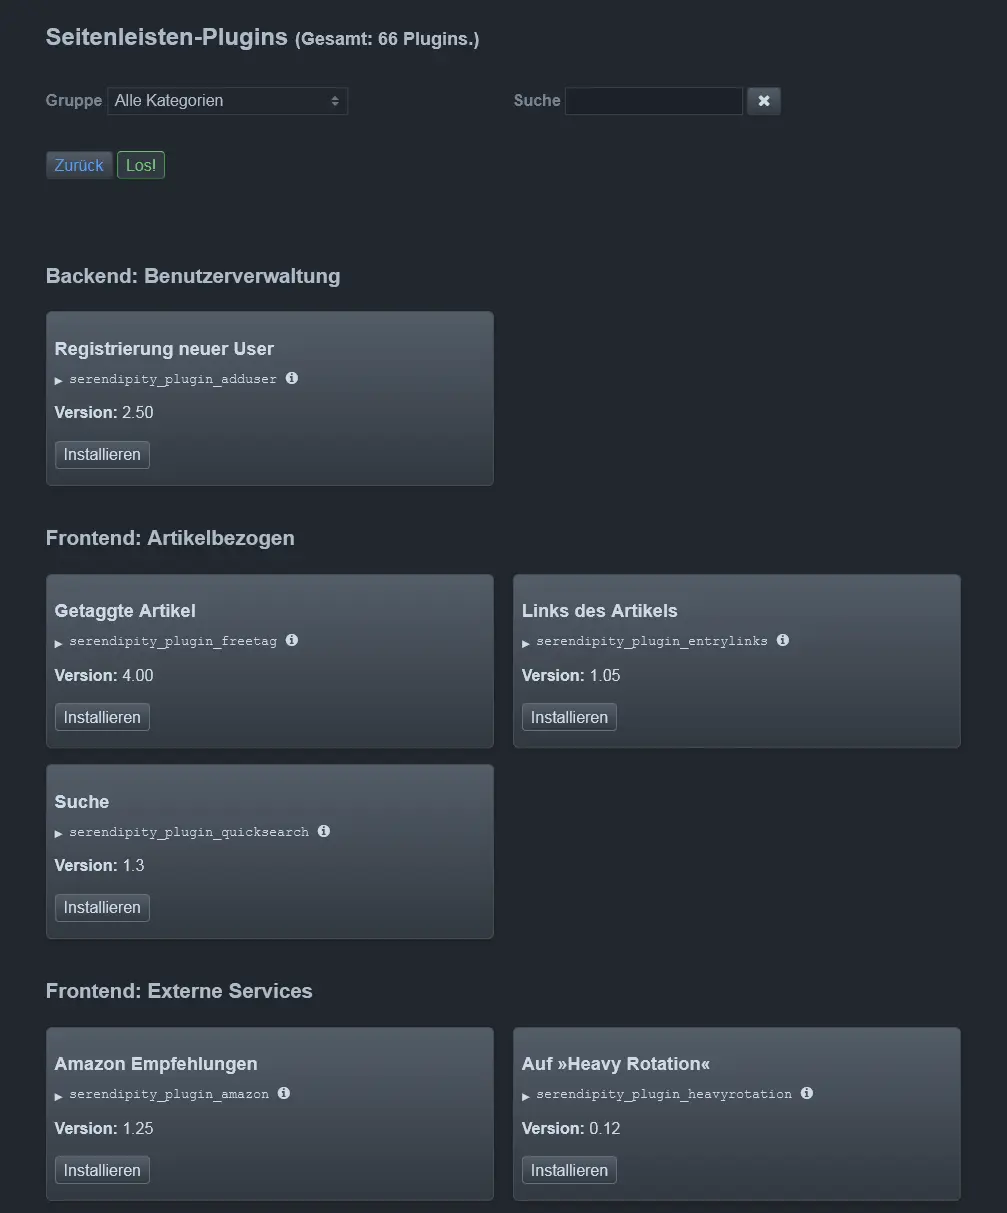 Seitenleisten-Plugins (Gesamt: 66 Plugins.)
Gruppe Alle Kategorien Suche
Zurück Los!
Backend: Benutzerverwaltung
Registrierung neuer User
serendipity_plugin_adduser
Version: 2.50
Installieren
Frontend: Artikelbezogen
Getaggte Artikel
serendipity_plugin_freetag
Version: 4.00
Installieren
Links des Artikels
serendipity_plugin_entrylinks
Version: 1.05
Installieren
Suche
serendipity_plugin_quicksearch
Version: 1.3
Installieren
Frontend: Externe Services
Amazon Empfehlungen
serendipity_plugin_amazon
Version: 1.25
Installieren
Auf »Heavy Rotation«
serendipity_plugin_heavyrotation
Version: 0.12
Installieren